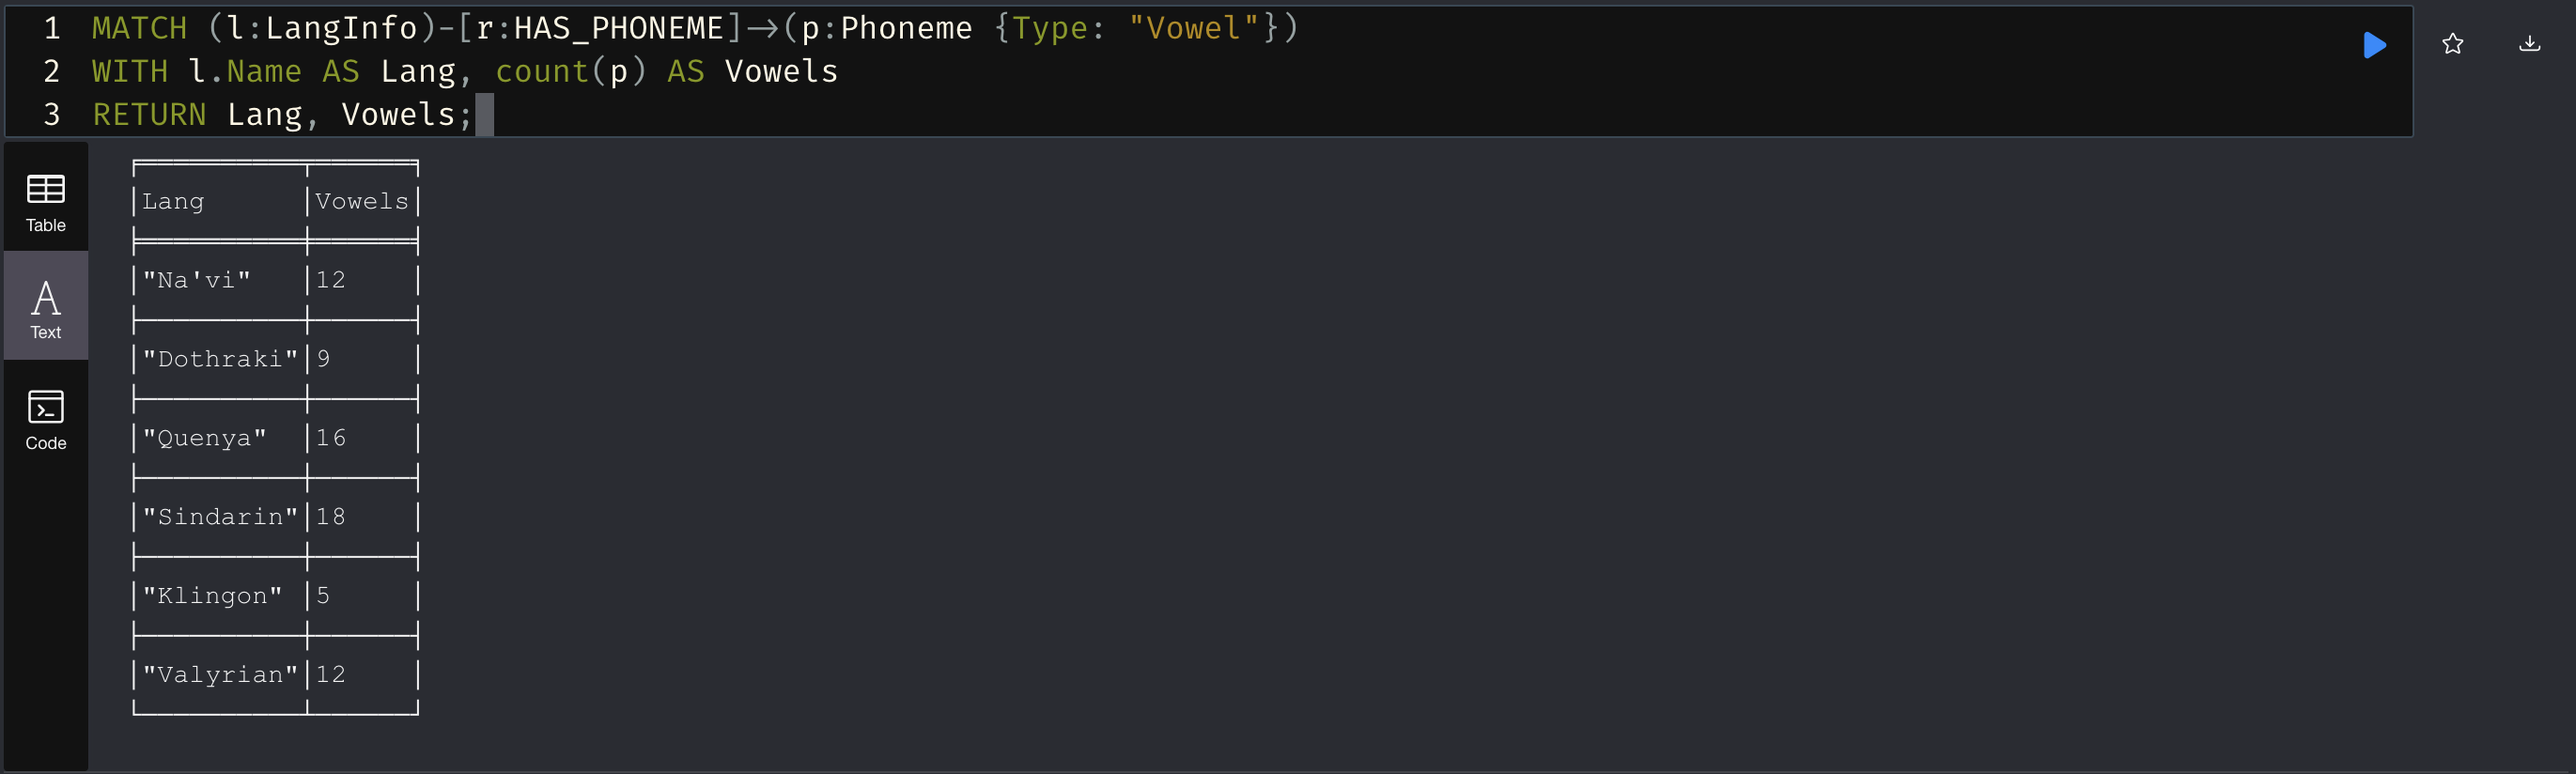 1 MATCH (l:LangInfo)-[r:HAS_PHONEME]->(p:Phoneme {Type: "Vowel"})
2 WITH l.Name AS Lang, count(p) AS Vowels
3 RETURN Lang, Vowels;
Table
Text
Code
Lang Vowels
"Na'vi" 12
"Dothraki" 9
"Quenya" 16
"Sindarin" 18
"Klingon" 5
"Valyrian" 12